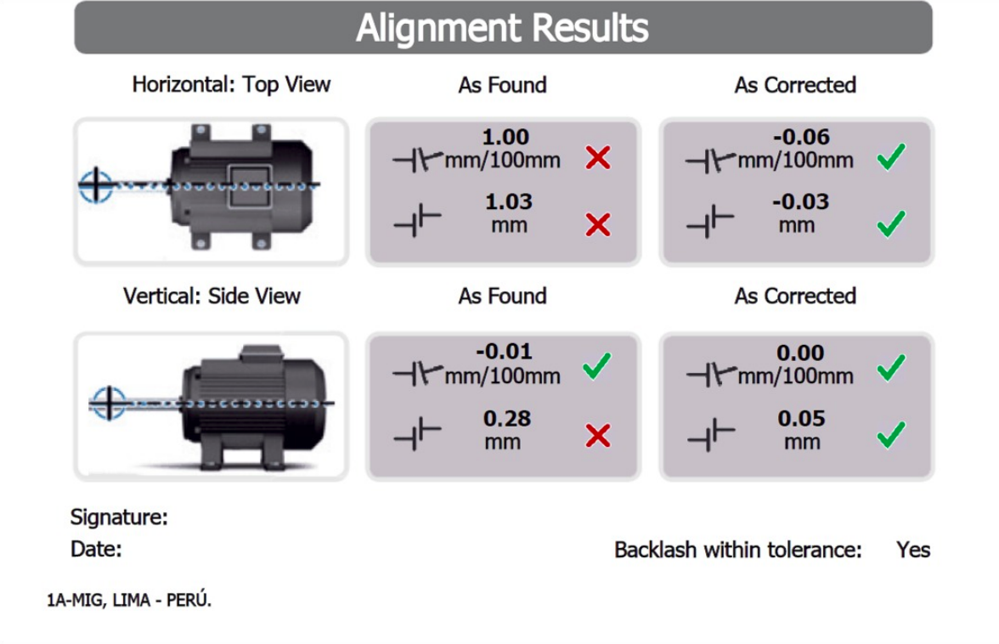 Alignment Results
Horizontal: Top View As Found As Corrected
1.00 -0.06
mm/100mm mm/100mm
1.03 -0.03
mm mm
Vertical: Side View As Found As Corrected
-0.01 0.00
mm/100mm mm/100mm
0.28 0.05
mm mm
Signature:
Date:
Backlash within tolerance: Yes
1A-MIG, LIMA - PERÚ.